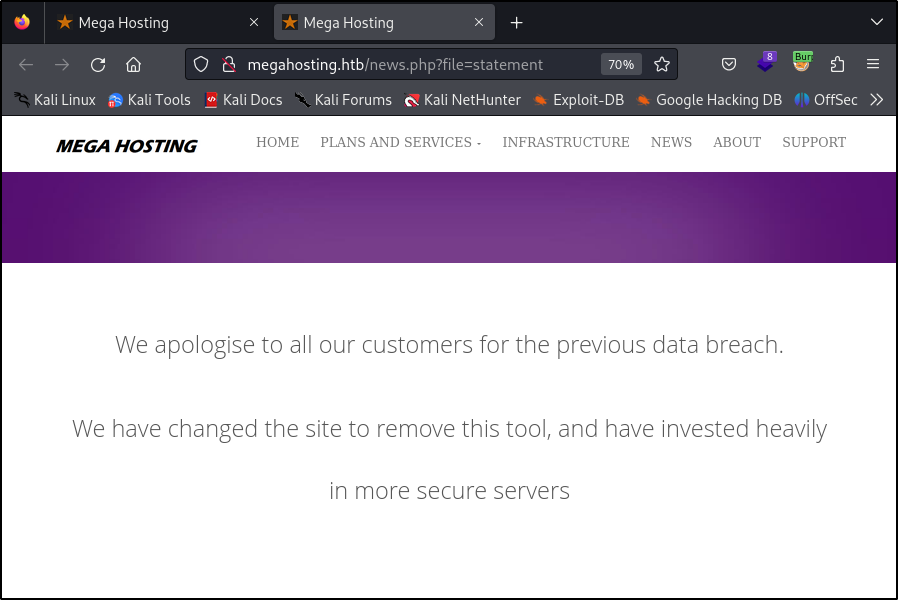 Mega Hosting
Mega Hosting
megahosting.htb/news.php?file=statement 70% 8 Bur
Kali Linux Kali Tools Kali Docs Kali Forums Kali NetHunter Exploit-DB Google Hacking DB OffSec
MEGA HOSTING HOME PLANS AND SERVICES INFRASTRUCTURE NEWS ABOUT SUPPORT
We apologise to all our customers for the previous data breach.
We have changed the site to remove this tool, and have invested heavily
in more secure servers